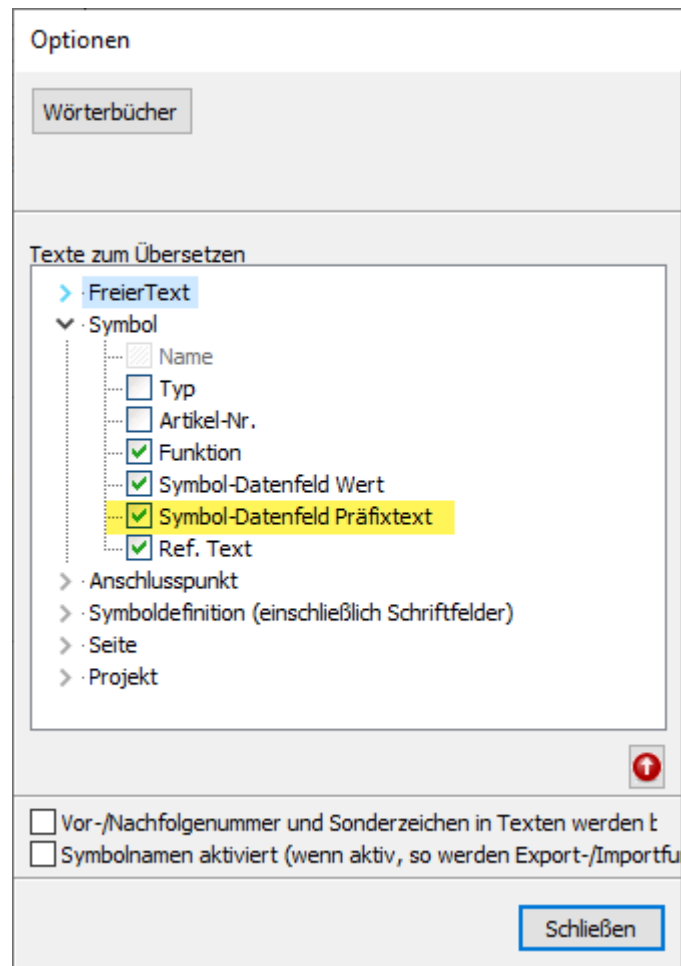 Optionen
Wörterbücher
Texte zum Übersetzen
FreierText
Symbol
Name
Typ
Artikel-Nr.
Funktion
Symbol-Datenfeld Wert
Symbol-Datenfeld Präfixtext
Ref. Text
Anschlusspunkt
Symboldefinition (einschließlich Schriftfelder)
Seite
Projekt
Vor-/Nachfolgenummer und Sonderzeichen in Texten werden
Symbolnamen aktiviert (wenn aktiv, so werden Export-/Importfu
Schließen